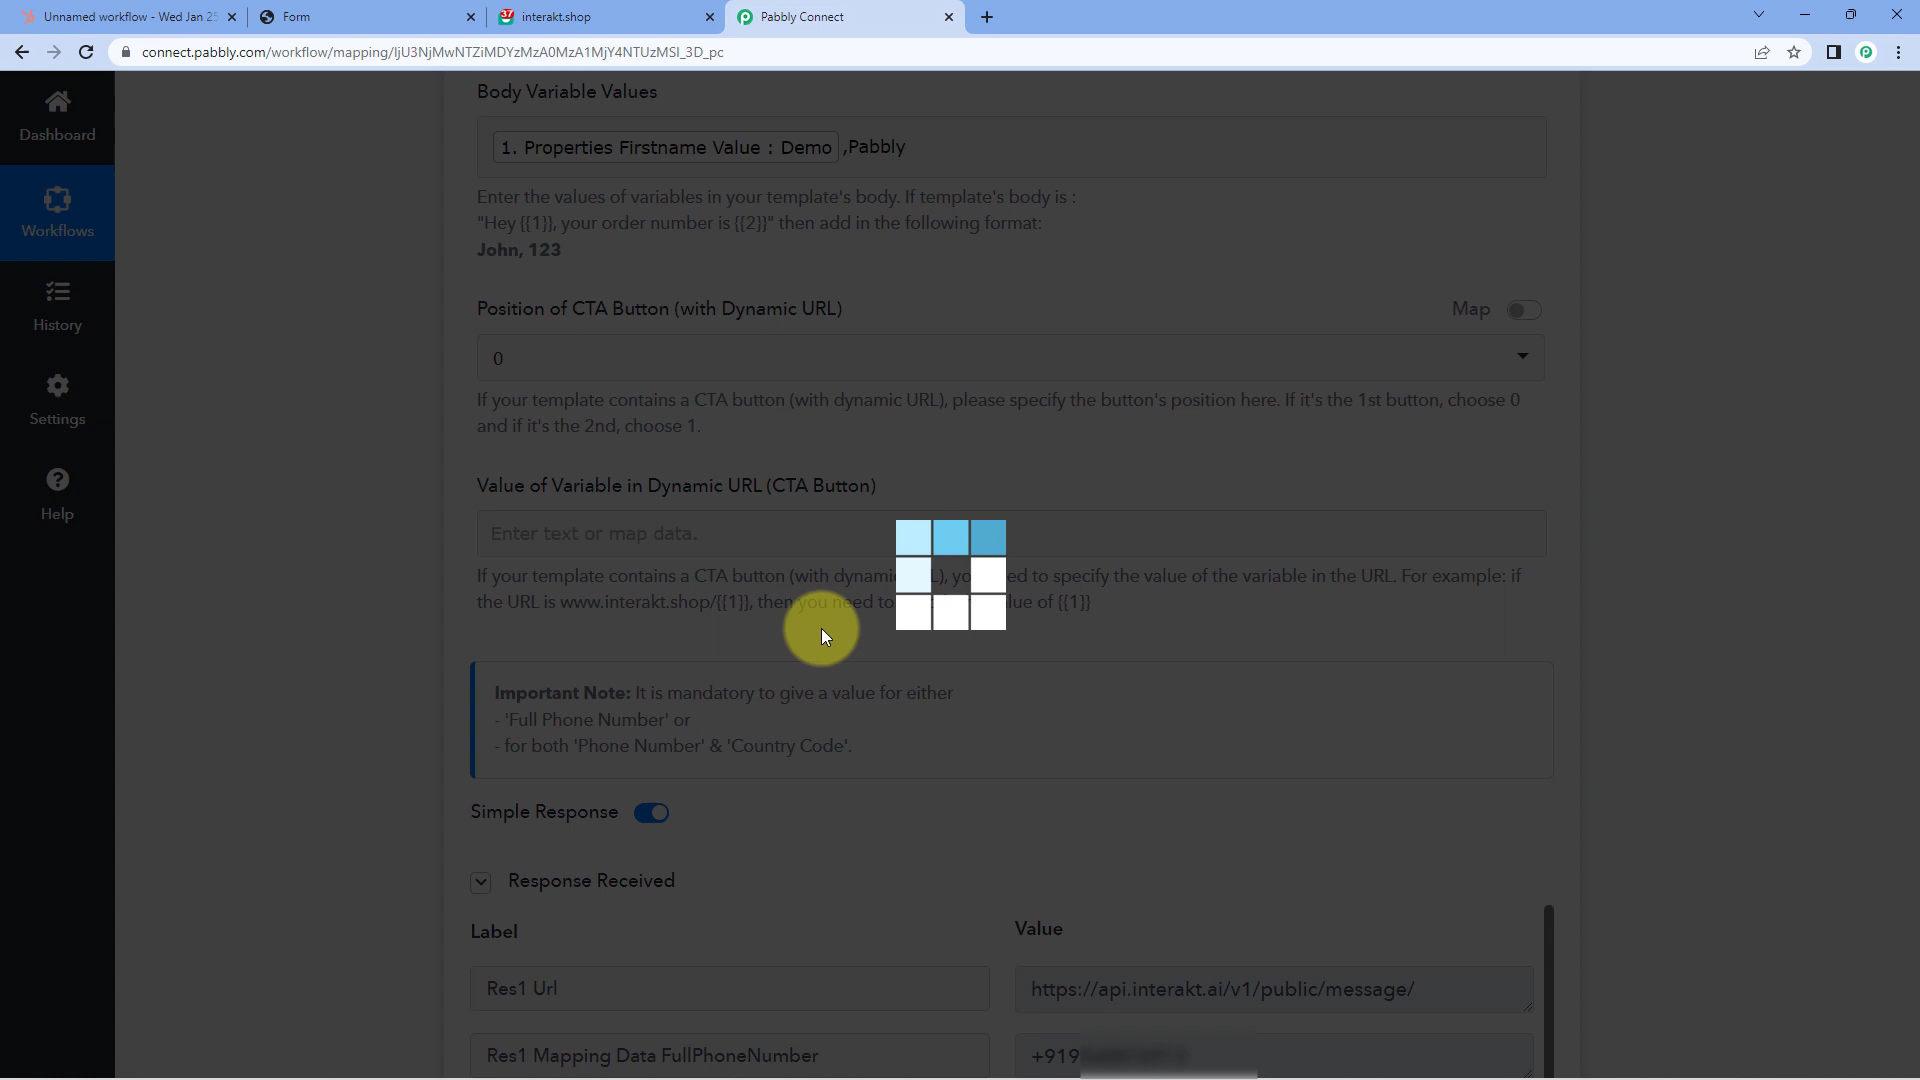 Unnamed workflow - Wed Jan 25
Form
37
interakt.shop
Pabbly Connect
connect.pabbly.com/workflow/mapping/IjU3NjMwNTZiMDYzMzA0MzA1MjY4NTUzMSI_3D_pc
Dashboard
Workflows
History
Settings
Help
Body Variable Values
1. Properties Firstname Value : Demo ,Pabbly
Enter the values of variables in your template's body. If template's body is :
"Hey {{1}}, your order number is {{2}}" then add in the following format:
John, 123
Position of CTA Button (with Dynamic URL)
Map
0
If your template contains a CTA button (with dynamic URL), please specify the button's position here. If it's the 1st button, choose 0
and if it's the 2nd, choose 1.
Value of Variable in Dynamic URL (CTA Button)
Enter text or map data.
If your template contains a CTA button (with dynami L), yo ed to specify the value of the variable in the URL. For example: if
the URL is www.interakt.shop/{{1}}, then you need to lue of {{1}}
Important Note: It is mandatory to give a value for either
- 'Full Phone Number' or
- for both 'Phone Number' & 'Country Code'.
Simple Response
Response Received
Label
Value
Res1 Url
https://api.interakt.ai/v1/public/message/
Res1 Mapping Data FullPhoneNumber
+919